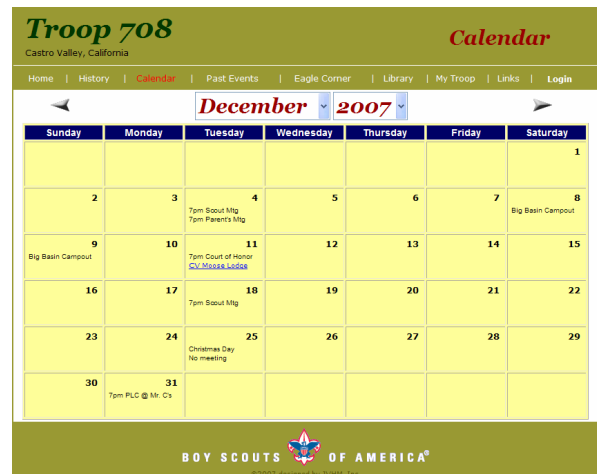 Troop 708
Calendar
Castro Valley, California
Home | History | Calendar | Past Events | Eagle Corner | Library | My Troop | Links | Login
December 2007
Sunday Monday Tuesday Wednesday Thursday Friday Saturday
1
2 3 4 5 6 7 8
7pm Scout Mtg Big Basin Campout
7pm Parent's Mtg
9 10 11 12 13 14 15
Big Basin Campout 7pm Court of Honor
CV Moose Lodge
16 17 18 19 20 21 22
7pm Scout Mtg
23 24 25 26 27 28 29
Christmas Day
No meeting
30 31
7pm PLC @ Mr. C's
BOY SCOUTS OF AMERICA®
©2007 designed by